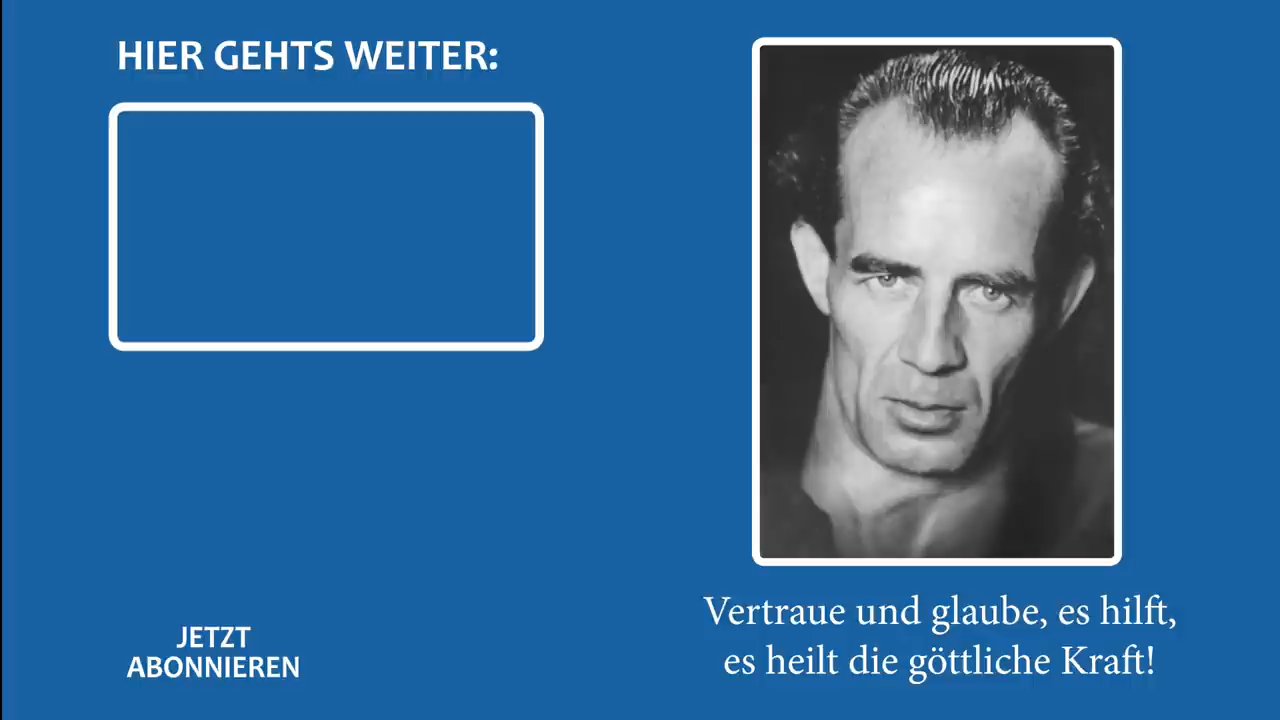 HIER GEHTS WEITER:
JETZT
ABONNIEREN
Vertraue und glaube, es hilft,
es heilt die göttliche Kraft!